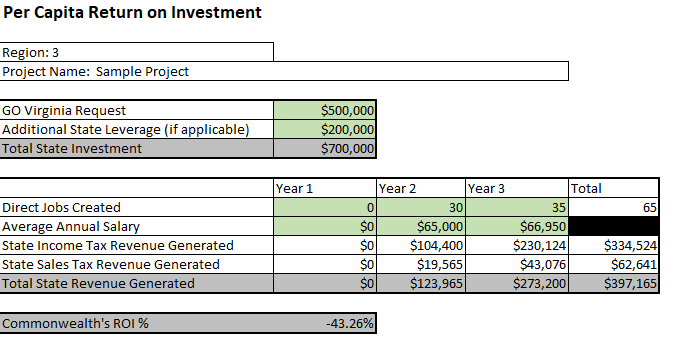 Per Capita Return on Investment
Region: 3
Project Name: Sample Project
GO Virginia Request $500,000
Additional State Leverage (if applicable) $200,000
Total State Investment $700,000
Year 1 Year 2 Year 3 Total
Direct Jobs Created 0 30 35 65
Average Annual Salary $0 $65,000 $66,950
State Income Tax Revenue Generated $0 $104,400 $230,124 $334,524
State Sales Tax Revenue Generated $0 $19,565 $43,076 $62,641
Total State Revenue Generated $0 $123,965 $273,200 $397,165
Commonwealth's ROI % -43.26%